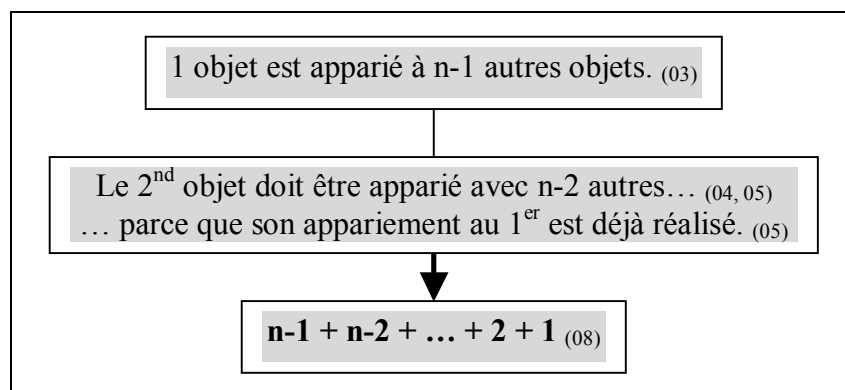 1 objet est apparié à n-1 autres objets. (03)
Le 2nd objet doit être apparié avec n-2 autres… (04, 05)
… parce que son appariement au 1er est déjà réalisé. (05)
n-1 + n-2 + … + 2 + 1 (08)